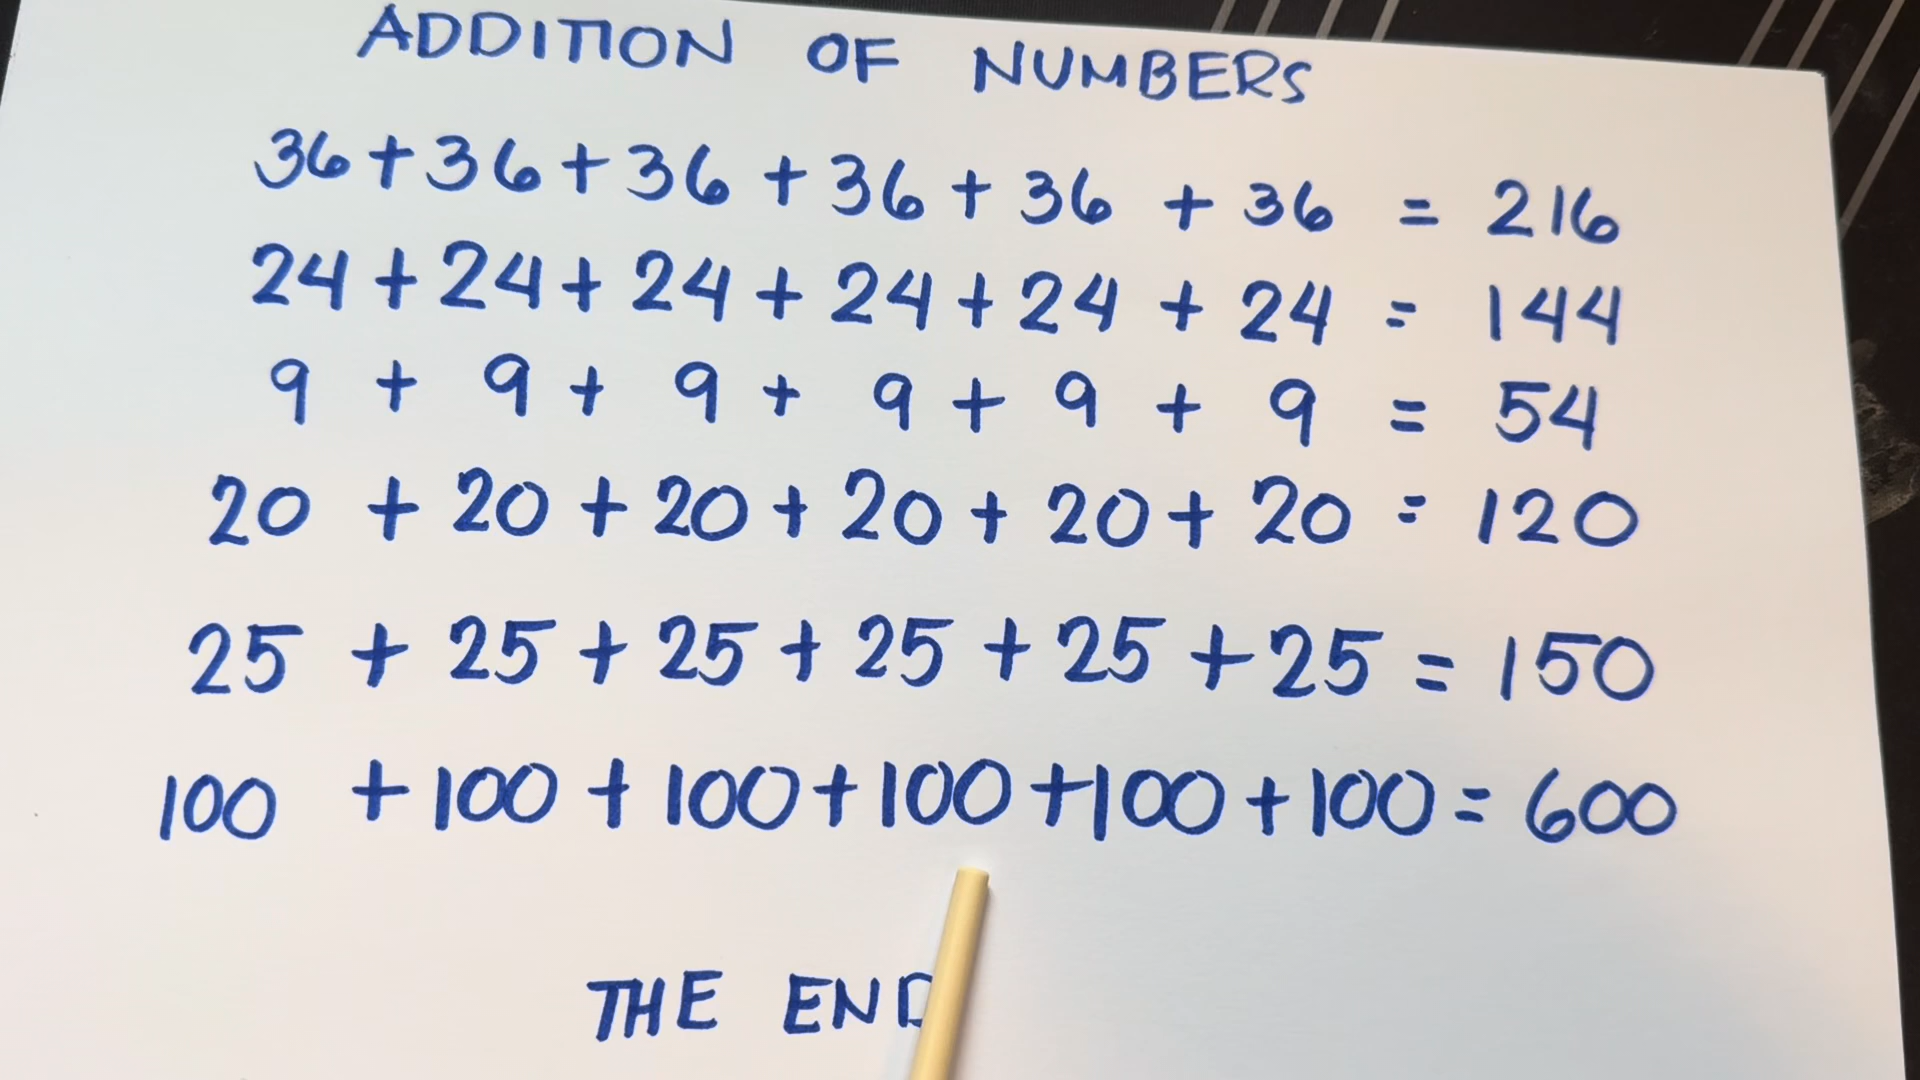 ADDITION OF NUMBERS
36 + 36 + 36 + 36 + 36 + 36 = 216
24 + 24 + 24 + 24 + 24 + 24 = 144
9 + 9 + 9 + 9 + 9 + 9 = 54
20 + 20 + 20 + 20 + 20 + 20 = 120
25 + 25 + 25 + 25 + 25 + 25 = 150
100 + 100 + 100 + 100 + 100 + 100 = 600
THE END